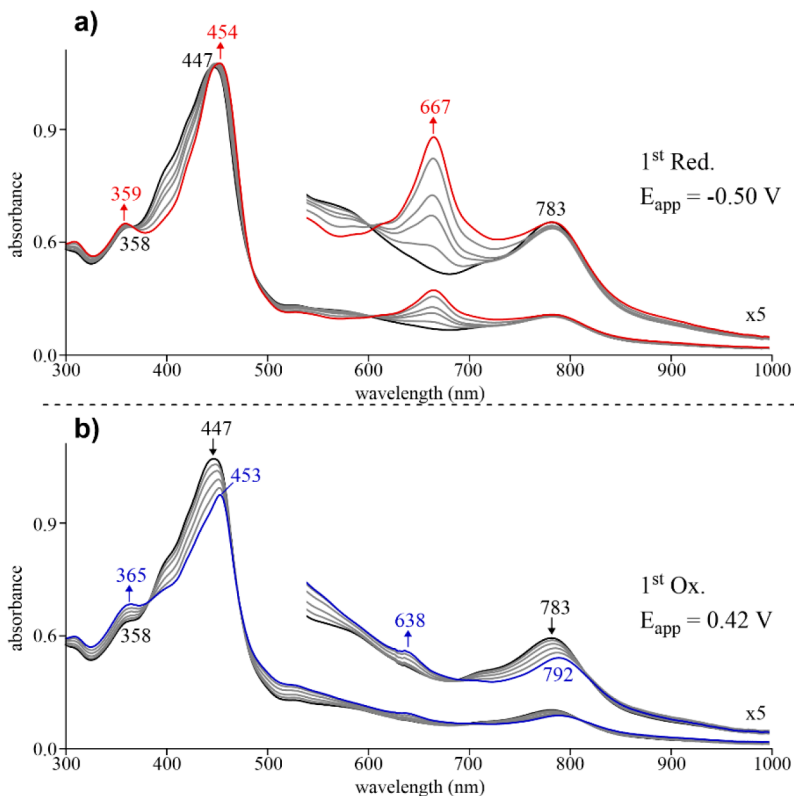 a)
454
447
667
359
358
783
1st Red.
Eapp = -0.50 V
x5
absorbance
0.9
0.6
0.0
300 400 500 600 700 800 900 1000
wavelength (nm)
b)
447
453
365
358
638
783
792
1st Ox.
Eapp = 0.42 V
x5
absorbance
0.9
0.6
0.0
300 400 500 600 700 800 900 1000
wavelength (nm)